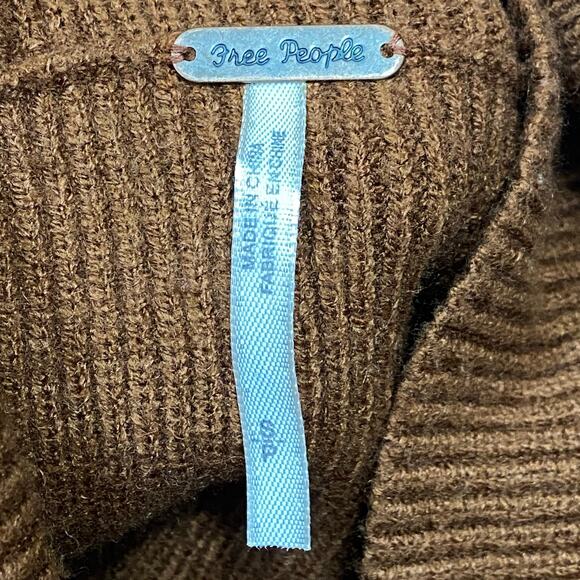 Free People
MADE IN CHINA
FABRIQUÉ EN CHINE
S/P